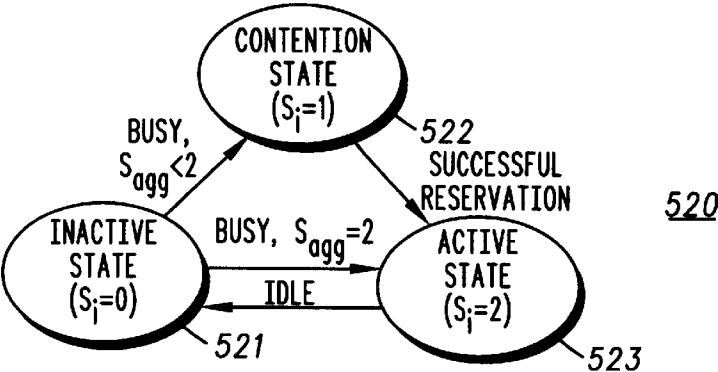 CONTENTION
STATE
(Si=1)
522
BUSY,
Sagg<2
SUCCESSFUL
RESERVATION
520
INACTIVE
STATE
(Si=0)
521
BUSY, Sagg=2
IDLE
ACTIVE
STATE
(Si=2)
523